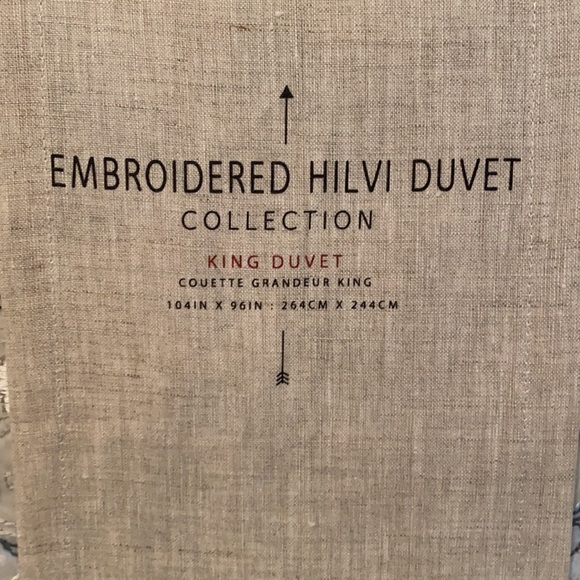 EMBROIDERED HILVI DUVET
COLLECTION
KING DUVET
COUETTE GRANDEUR KING
104IN X 96IN : 264CM X 244CM